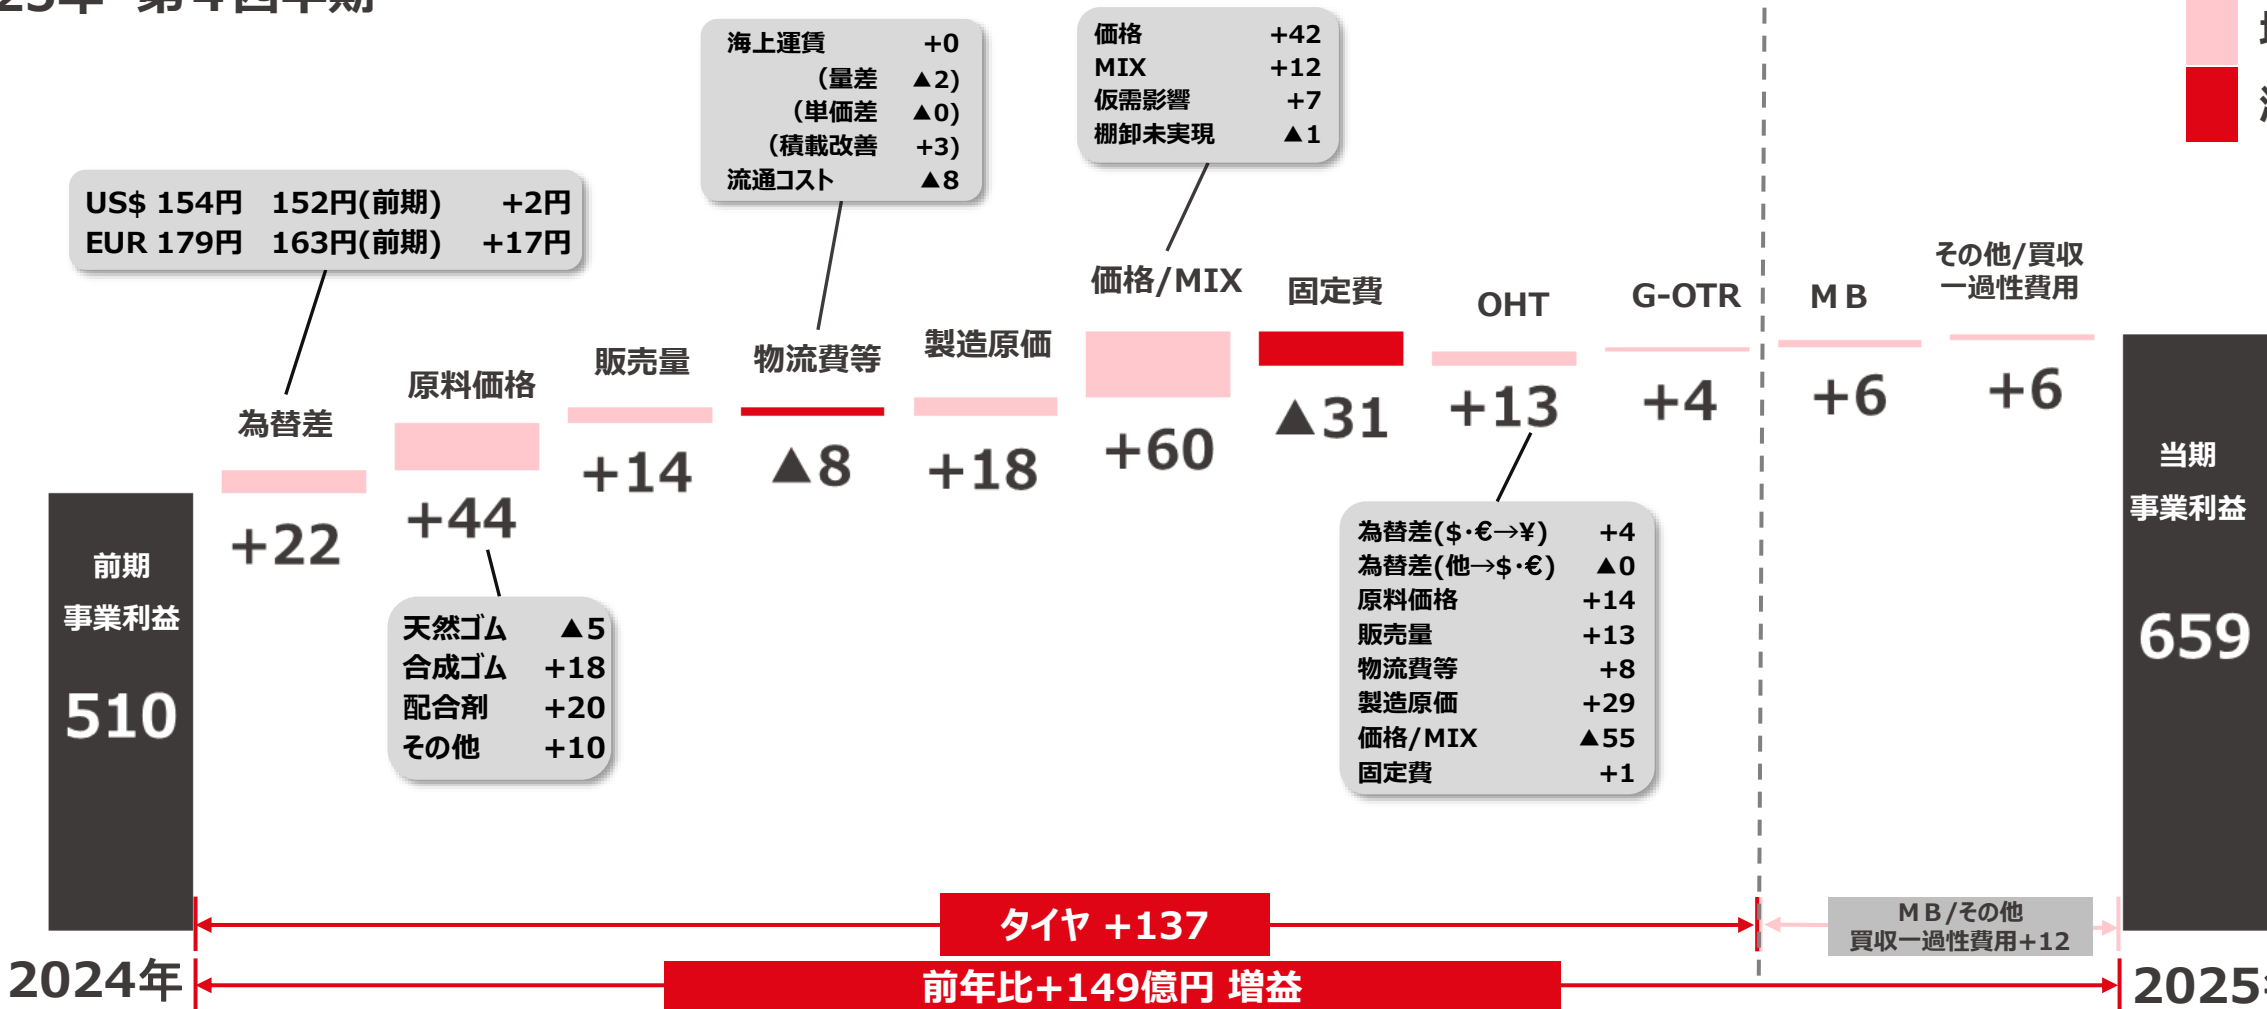 25年 第4四半期
海上運賃 +0
(量差 ▲2)
(単価差 ▲0)
(積載改善 +3)
流通コスト ▲8
価格 +42
MIX +12
仮需影響 +7
棚卸未実現 ▲1
US$ 154円 152円(前期) +2円
EUR 179円 163円(前期) +17円
為替差
+22
原料価格
+44
販売量
+14
物流費等
▲8
製造原価
+18
価格/MIX
+60
固定費
▲31
OHT
+13
G-OTR
+4
ＭＢ
+6
その他/買収
一過性費用
+6
前期
事業利益
510
天然ゴム ▲5
合成ゴム +18
配合剤 +20
その他 +10
為替差($･€→¥) +4
為替差(他→$･€) ▲0
原料価格 +14
販売量 +13
物流費等 +8
製造原価 +29
価格/MIX ▲55
固定費 +1
当期
事業利益
659
タイヤ +137
ＭＢ/その他
買収一過性費用+12
2024年
前年比+149億円 増益
2025